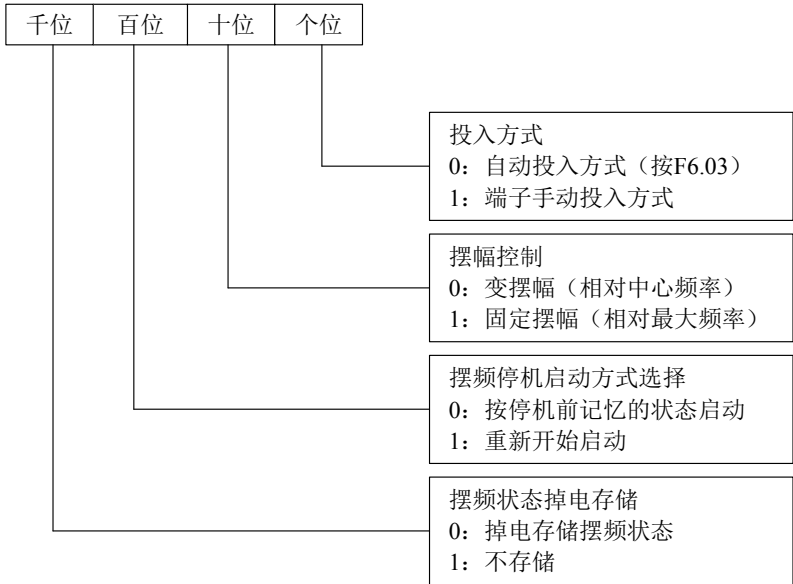 千位 百位 十位 个位
投入方式
0：自动投入方式（按F6.03）
1：端子手动投入方式
摆幅控制
0：变摆幅（相对中心频率）
1：固定摆幅（相对最大频率）
摆频停机启动方式选择
0：按停机前记忆的状态启动
1：重新开始启动
摆频状态掉电存储
0：掉电存储摆频状态
1：不存储